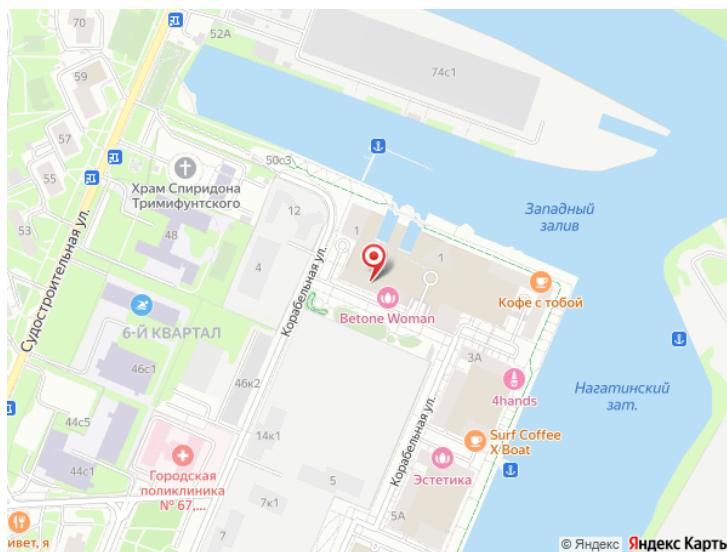 70
52А
59
74с1
57
55
50с3
Храм Спиридона
Тримифунтского
12
Западный
залив
53
48
1
1
4
Судостроительная ул.
Корабельная ул.
Кофе с тобой
Betone Woman
6-Й КВАРТАЛ
3А
46с1
46к2
4hands
Нагатинский
зат.
44с5
14к1
Корабельная ул.
Surf Coffee
X Boat
44с1
Городская
поликлиника
№ 67,...
5
Эстетика
7к1
5А
ивет, я
© Яндекс Яндекс Карты